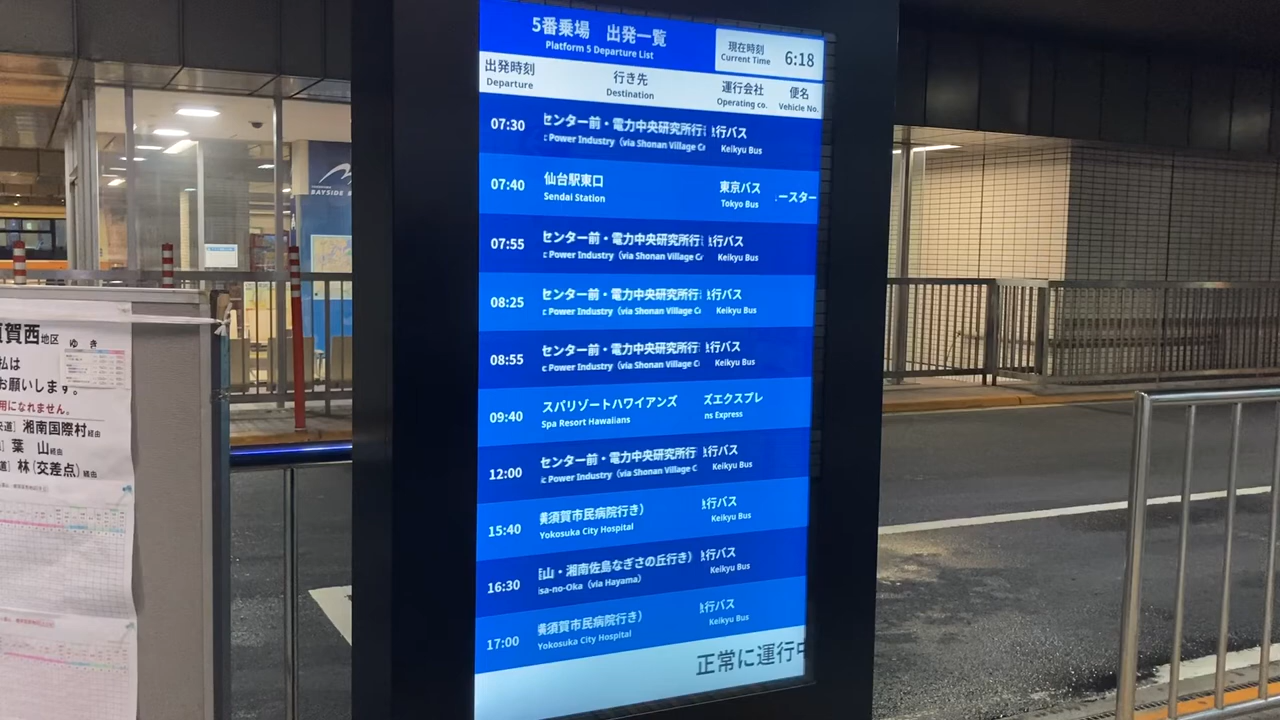 5番乗場 出発一覧
Platform 5 Departure List
現在時刻
Current Time
6:18
出発時刻 行き先 運行会社 便名
Departure Destination Operating co. Vehicle No.
07:30 センター前・電力中央研究所行 行バス
Power Industry (via Shonan Village Keikyu Bus
07:40 仙台駅東口 東京バス ースター
Sendai Station Tokyo Bus
07:55 センター前・電力中央研究所行 行バス
Power Industry (via Shonan Village Keikyu Bus
08:25 センター前・電力中央研究所行 行バス
Power Industry (via Shonan Village Keikyu Bus
08:55 センター前・電力中央研究所行 行バス
Power Industry (via Shonan Village Keikyu Bus
09:40 スパリゾートハワイアンズ ズエクスプレ
Spa Resort Hawaiians ns Express
12:00 センター前・電力中央研究所行 行バス
Power Industry (via Shonan Village Keikyu Bus
15:40 須賀市民病院行き) 行バス
Yokosuka City Hospital Keikyu Bus
16:30 山・湘南佐島なぎさの丘行き) 行バス
sa-no-Oka (via Hayama) Keikyu Bus
17:00 須賀市民病院行き) 行バス
Yokosuka City Hospital Keikyu Bus
正常に運行中
BAYSIDE
賀西地区 ゆき
払は
お願いします。
用になれません。
湘南国際村経由
葉 山経由
林(交差点)経由